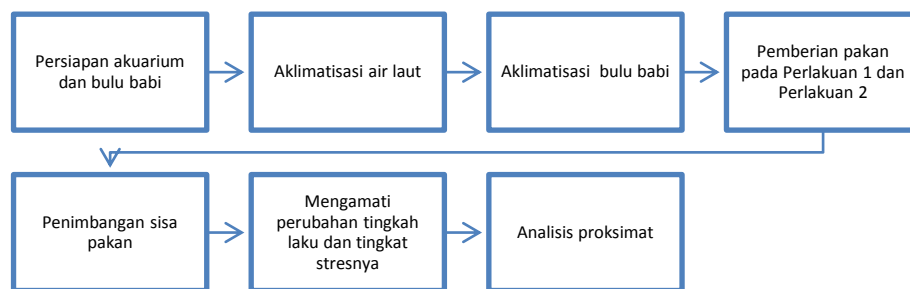 Persiapan akuarium
dan bulu babi
Aklimatisasi air laut
Aklimatisasi bulu babi
Pemberian pakan
pada Perlakuan 1 dan
Perlakuan 2
Penimbangan sisa
pakan
Mengamati
perubahan tingkah
laku dan tingkat
stresnya
Analisis proksimat